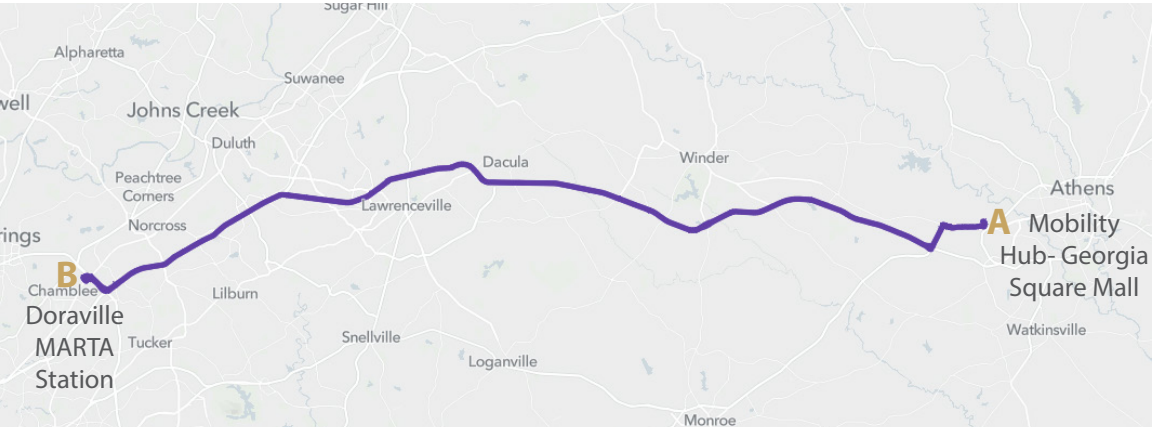 Sugar Hill
Alpharetta
Suwanee
well
Johns Creek
Duluth
Dacula
Winder
Peachtree
Corners
Athens
Lawrenceville
Norcross
A
Mobility
Hub- Georgia
Square Mall
rings
B
Chamblee
Lilburn
Doraville
MARTA
Station
Tucker
Snellville
Watkinsville
Loganville
Monroe